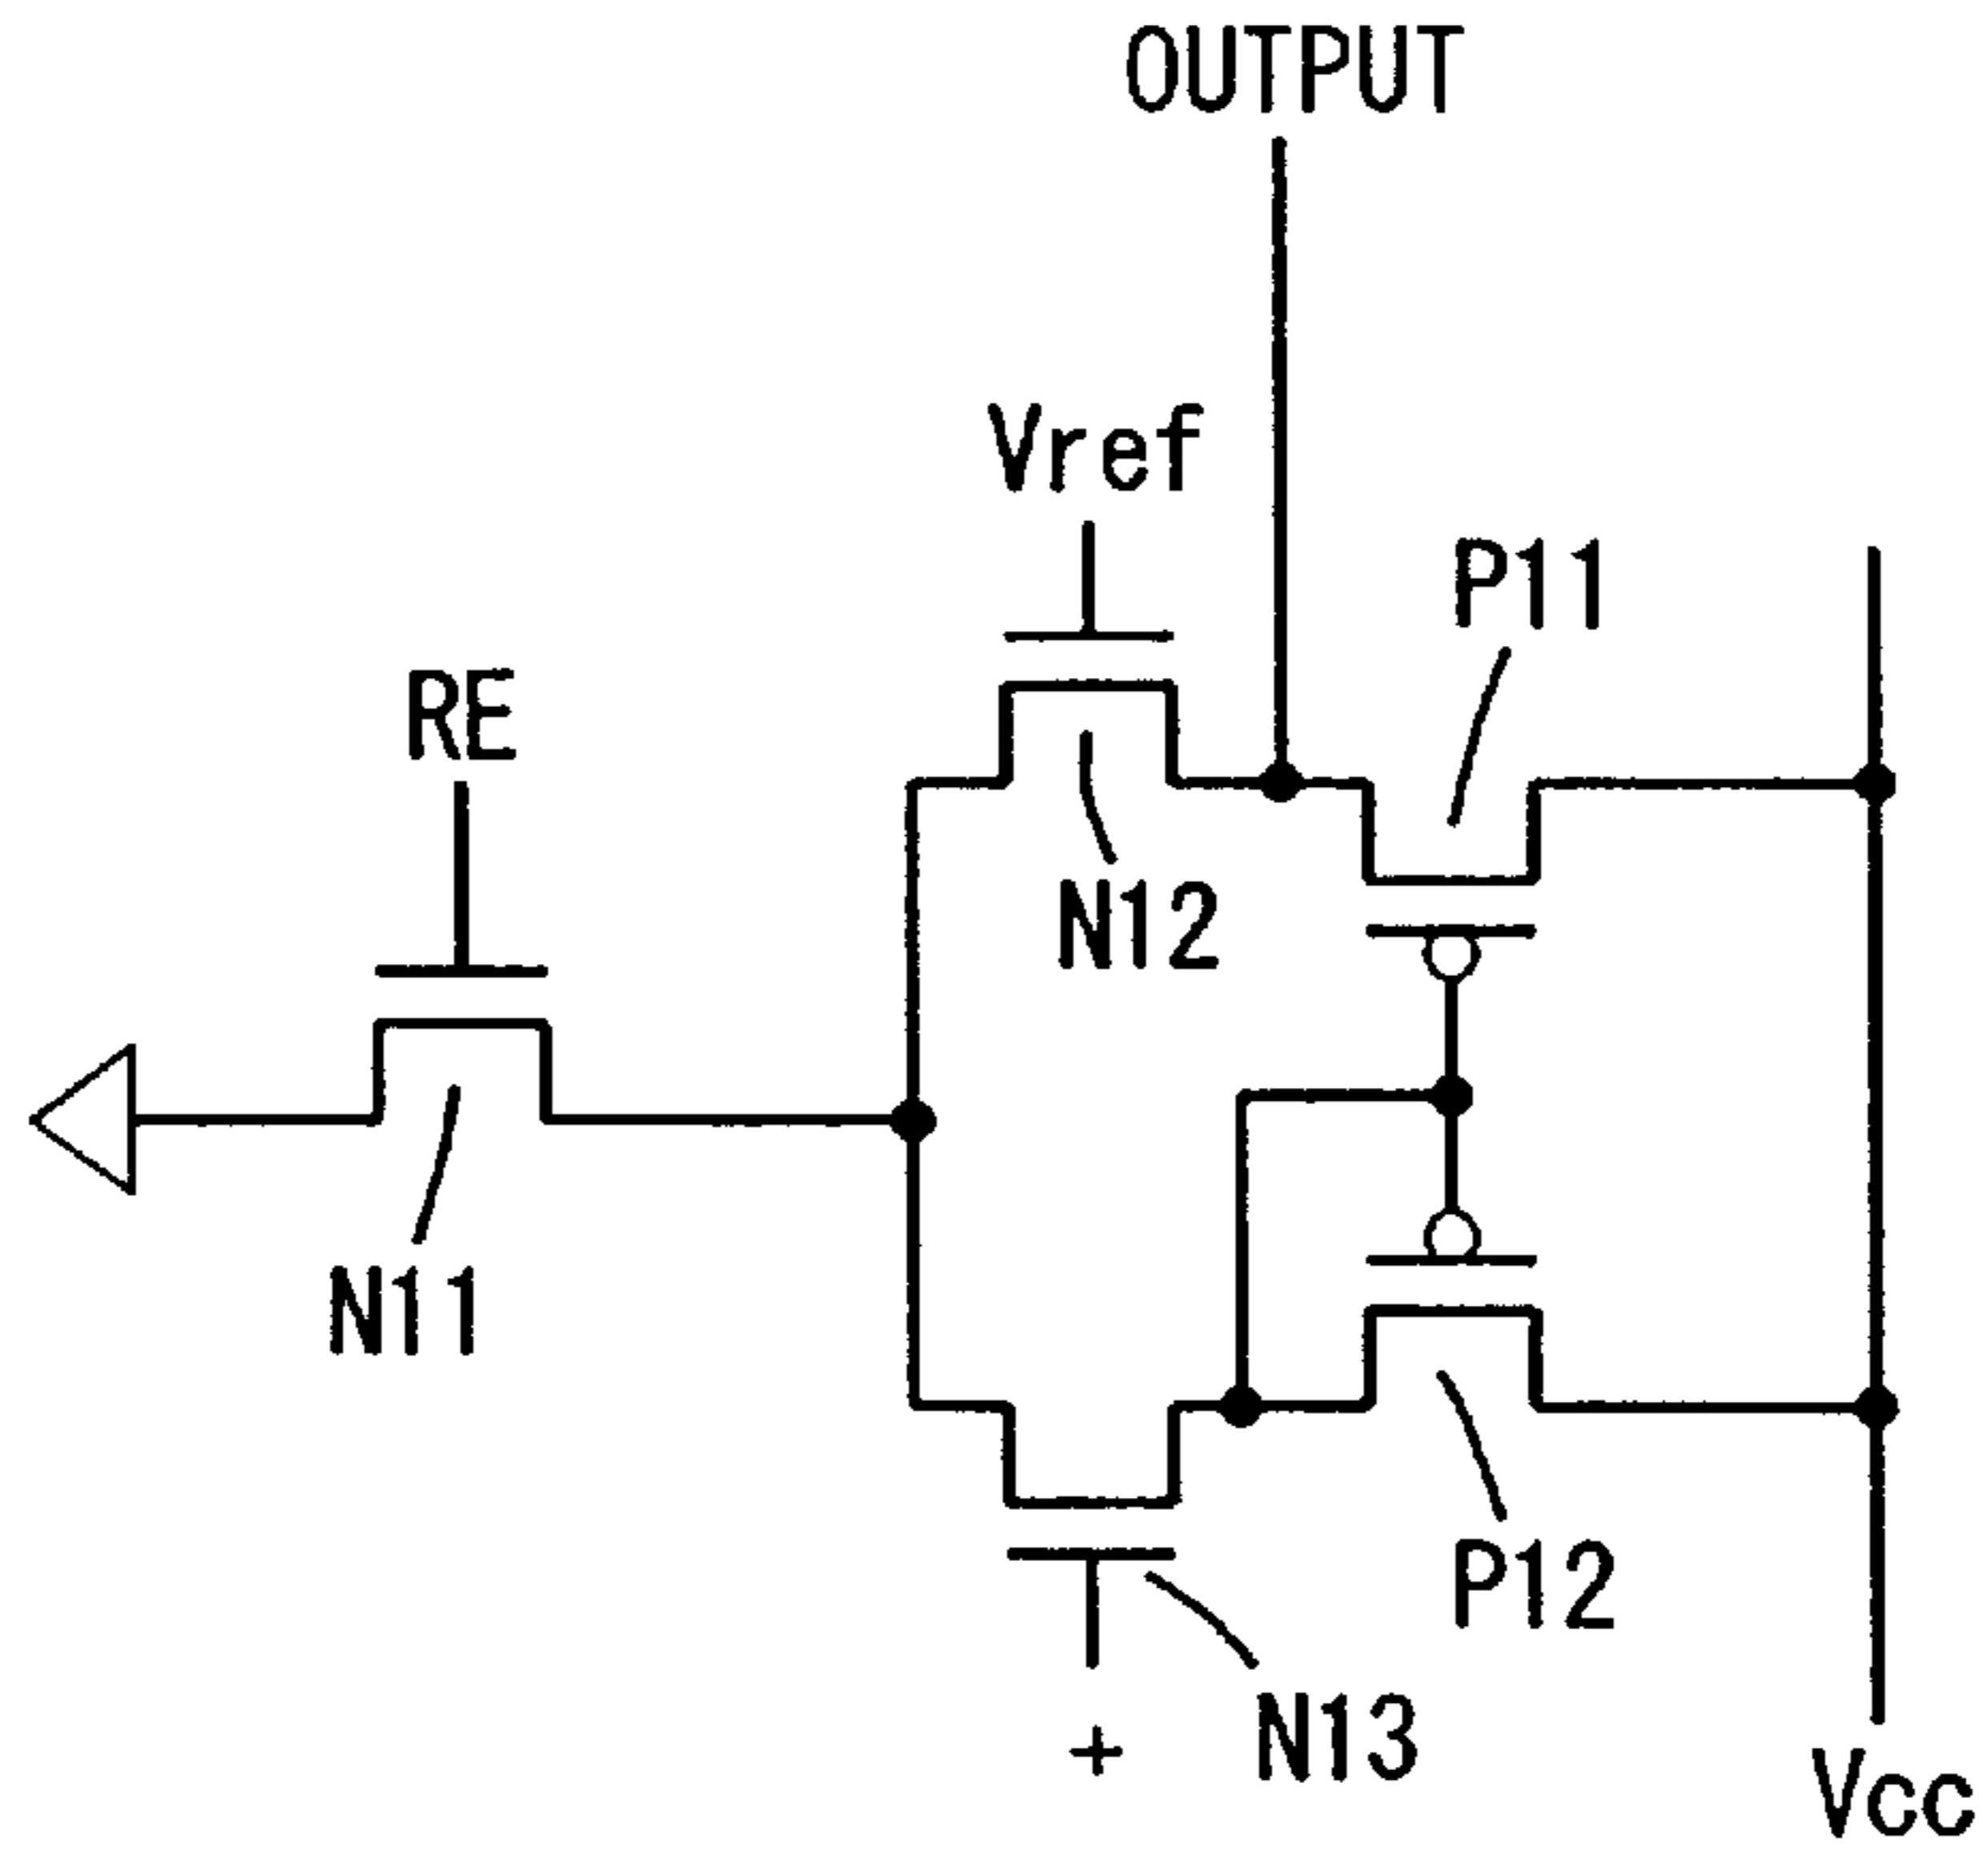 OUTPUT
Vref
P11
RE
N12
N11
P12
N13
+
Vcc